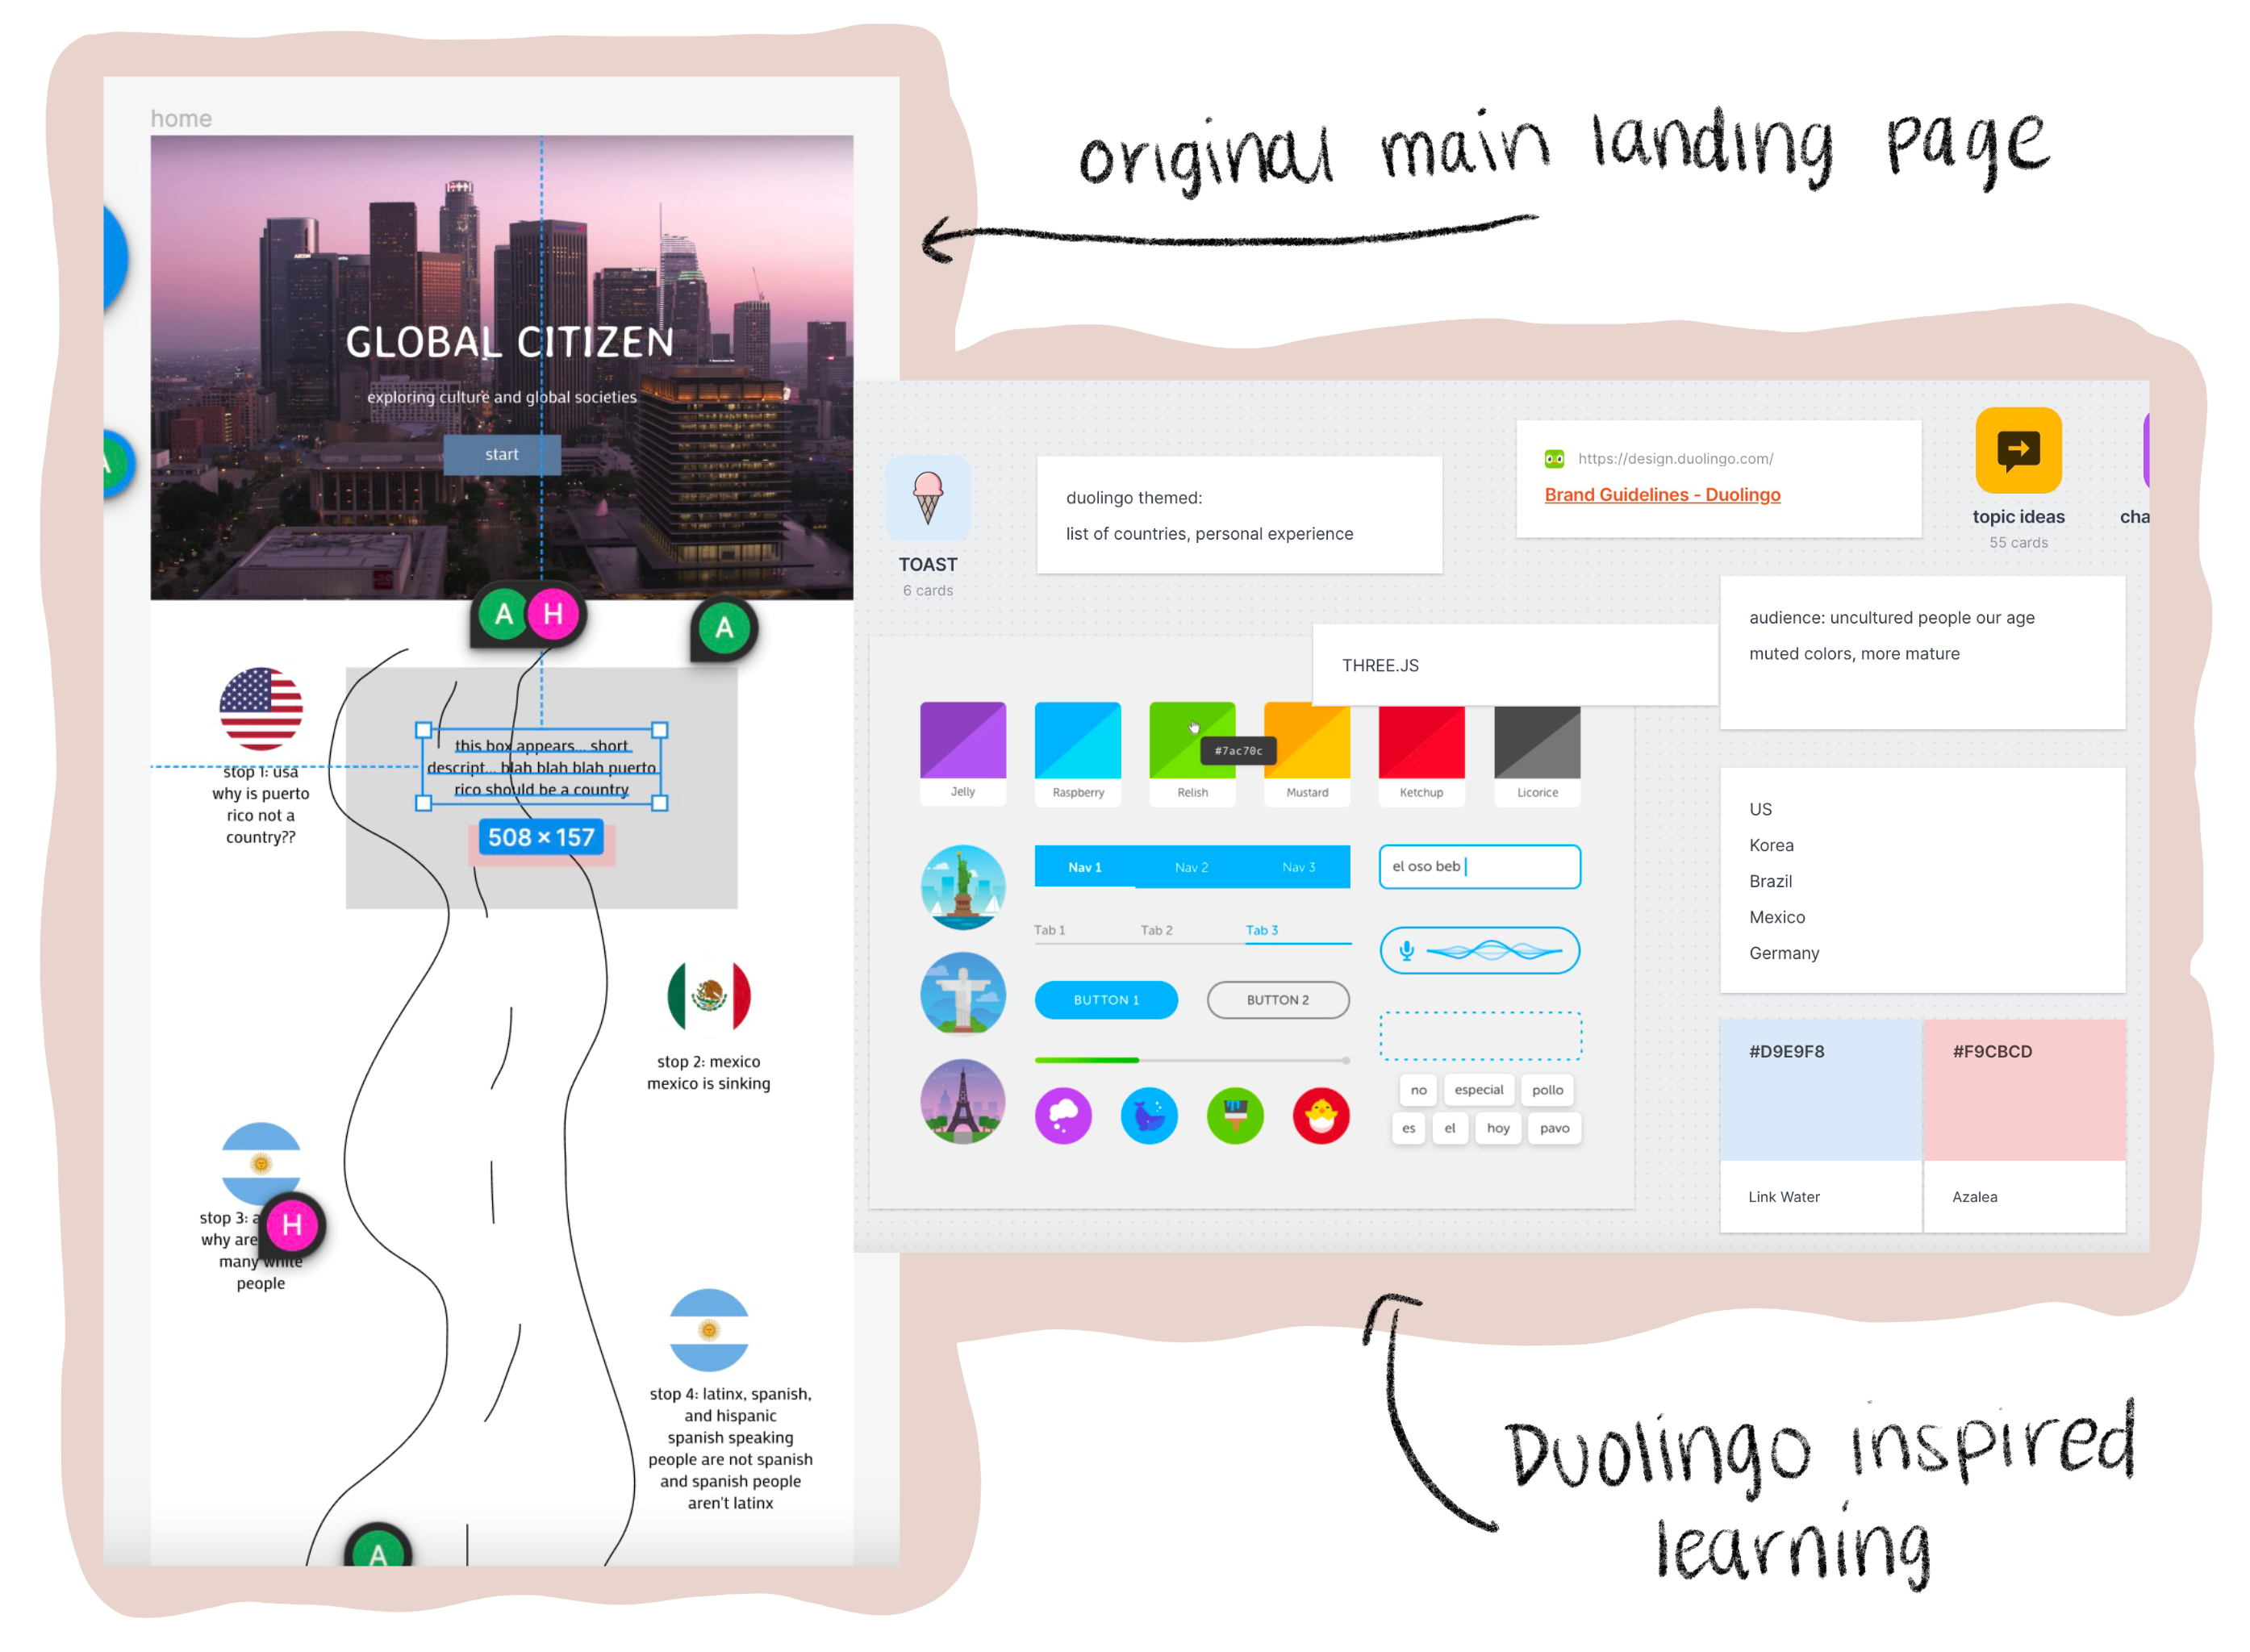 home
GLOBAL CITIZEN
exploring culture and global societies
start
A H
A
A
stop 1: usa
why is puerto
rico not a
country??
this box appears... short
descript... blah blah blah puerto
rico should be a country
508 × 157
stop 2: mexico
mexico is sinking
stop 3: a
why are
many white
people
H
stop 4: latinx, spanish,
and hispanic
spanish speaking
people are not spanish
and spanish people
aren't latinx
A
original main landing page
TOAST
6 cards
duolingo themed:
list of countries, personal experience
https://design.duolingo.com/
Brand Guidelines - Duolingo
topic ideas
55 cards
cha
THREE.JS
audience: uncultured people our age
muted colors, more mature
#7ac70c
Jelly
Raspberry
Relish
Mustard
Ketchup
Licorice
Nav 1
Nav 2
Nav 3
el oso beb
Tab 1
Tab 2
Tab 3
BUTTON 1
BUTTON 2
no
especial
pollo
es
el
hoy
pavo
US
Korea
Brazil
Mexico
Germany
#D9E9F8
Link Water
#F9CBCD
Azalea
Duolingo inspired
learning